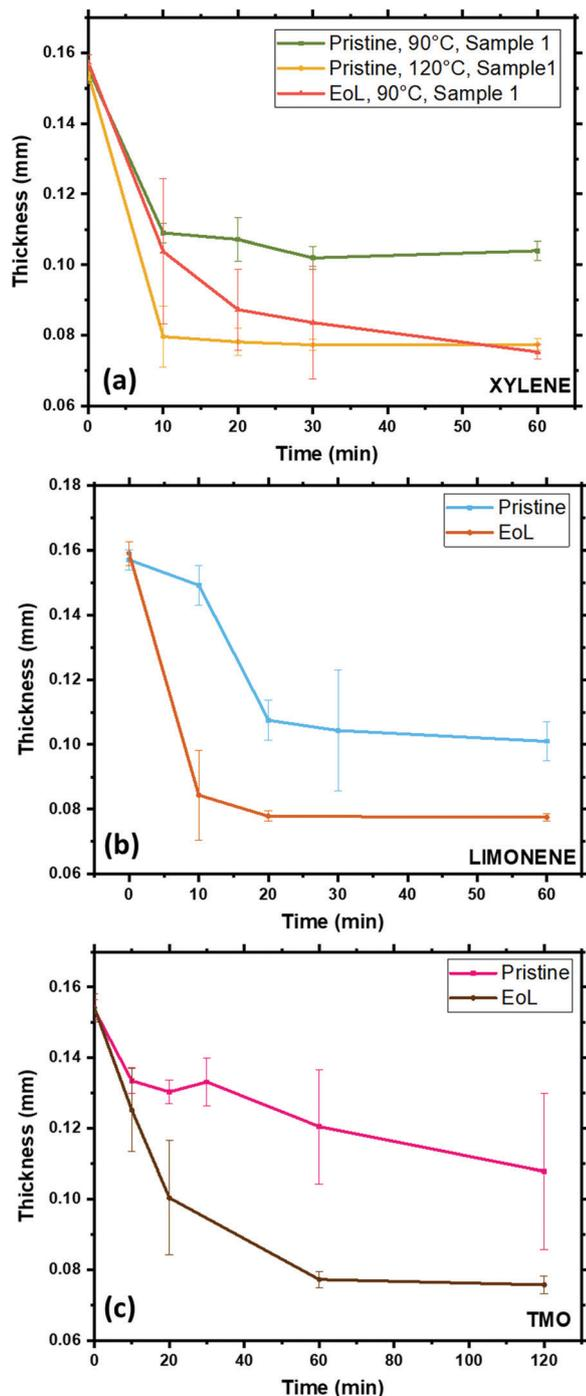 0.16
0.14
0.12
0.10
0.08
0.06
Thickness (mm)
Pristine, 90°C, Sample 1
Pristine, 120°C, Sample1
EoL, 90°C, Sample 1
(a)
XYLENE
0 10 20 30 40 50 60
Time (min)
0.18
0.16
0.14
0.12
0.10
0.08
0.06
Thickness (mm)
Pristine
EoL
(b)
LIMONENE
0 10 20 30 40 50 60
Time (min)
0.16
0.14
0.12
0.10
0.08
0.06
Thickness (mm)
Pristine
EoL
(c)
TMO
0 20 40 60 80 100 120
Time (min)